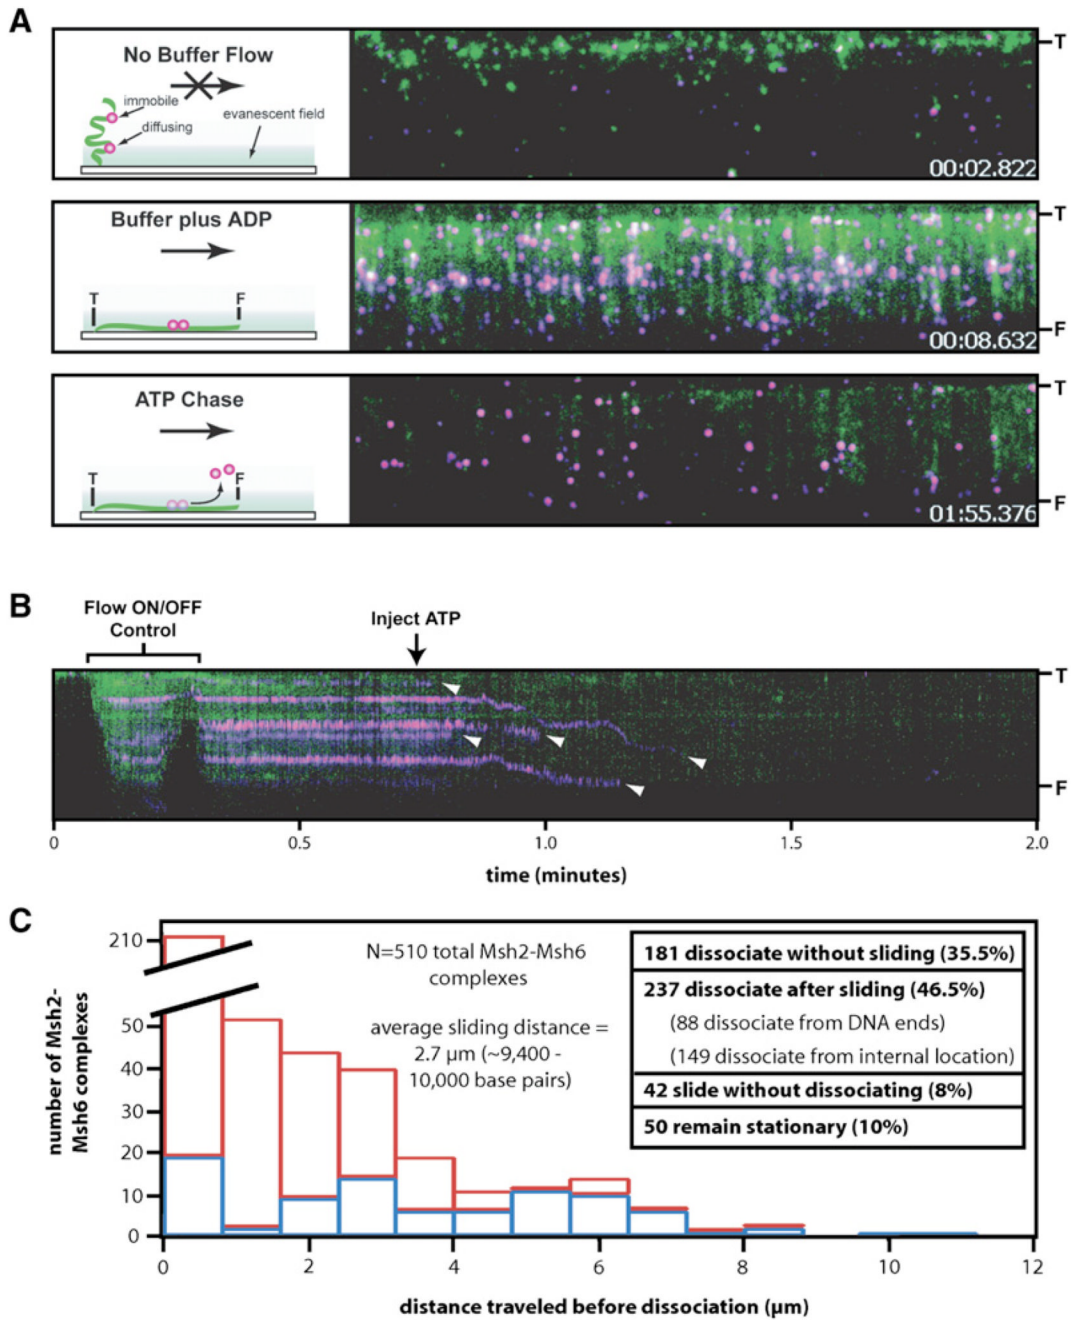 A
No Buffer Flow
immobile
diffusing
evanescent field
00:02.822
T
Buffer plus ADP
T
F
00:08.632
T
F
ATP Chase
T
F
01:55.376
T
F
B
Flow ON/OFF
Control
Inject ATP
T
F
0
0.5
1.0
1.5
2.0
time (minutes)
C
number of Msh2-
Msh6 complexes
210
50
40
30
20
10
0
N=510 total Msh2-Msh6
complexes
average sliding distance =
2.7 µm (~9,400 -
10,000 base pairs)
181 dissociate without sliding (35.5%)
237 dissociate after sliding (46.5%)
(88 dissociate from DNA ends)
(149 dissociate from internal location)
42 slide without dissociating (8%)
50 remain stationary (10%)
0
2
4
6
8
10
12
distance traveled before dissociation (µm)